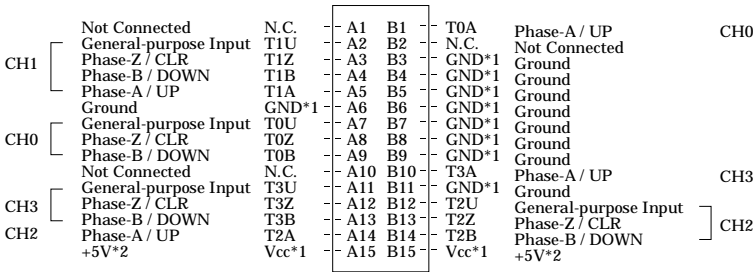 Not Connected N.C. A1 B1 T0A Phase-A / UP CH0
General-purpose Input T1U A2 B2 N.C. Not Connected
CH1 Phase-Z / CLR T1Z A3 B3 GND*1 Ground
Phase-B / DOWN T1B A4 B4 GND*1 Ground
Phase-A / UP T1A A5 B5 GND*1 Ground
Ground GND*1 A6 B6 GND*1 Ground
General-purpose Input T0U A7 B7 GND*1 Ground
CH0 Phase-Z / CLR T0Z A8 B8 GND*1 Ground
Phase-B / DOWN T0B A9 B9 GND*1 Ground
Not Connected N.C. A10 B10 T3A Phase-A / UP CH3
General-purpose Input T3U A11 B11 GND*1 Ground
CH3 Phase-Z / CLR T3Z A12 B12 T2U General-purpose Input
Phase-B / DOWN T3B A13 B13 T2Z Phase-Z / CLR CH2
CH2 Phase-A / UP T2A A14 B14 T2B Phase-B / DOWN
+5V*2 Vcc*1 A15 B15 Vcc*1 +5V*2